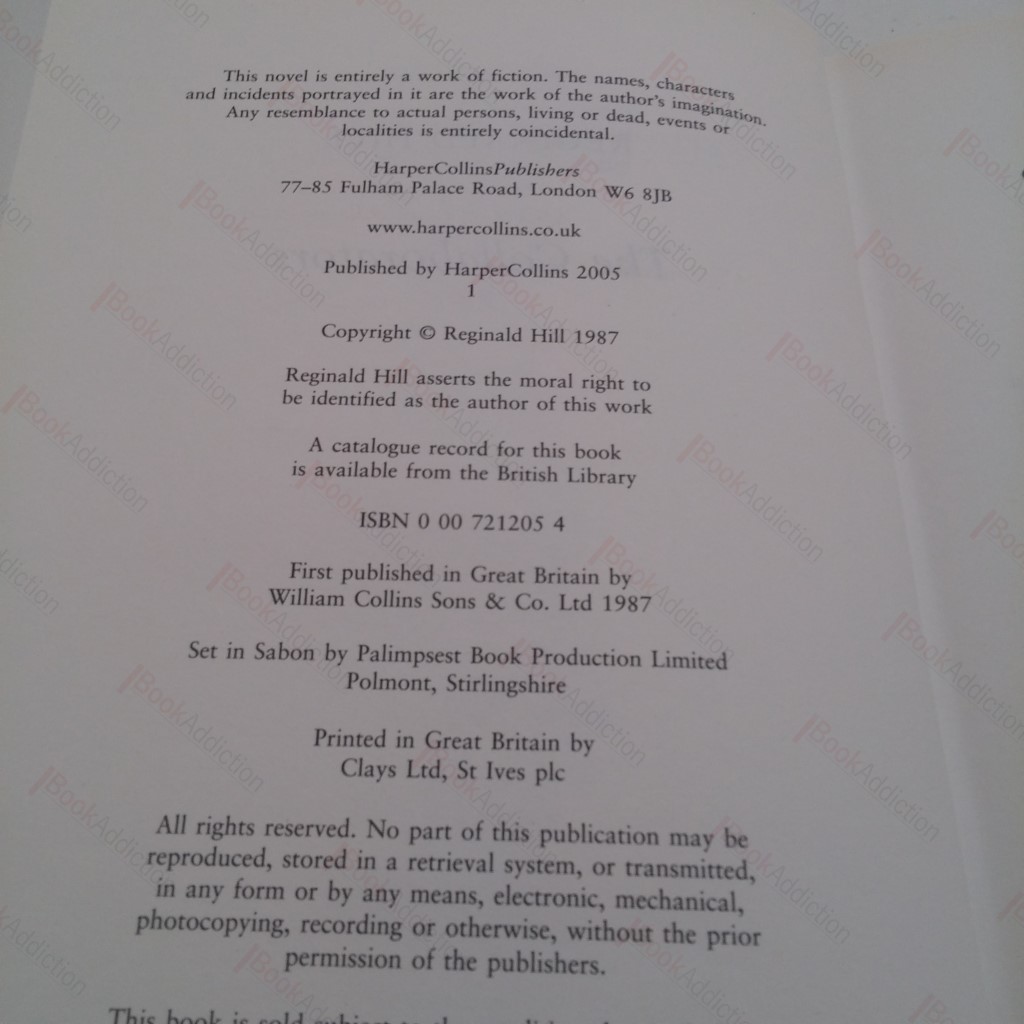 This novel is entirely a work of fiction. The names, characters
and incidents portrayed in it are the work of the author's imagination.
Any resemblance to actual persons, living or dead, events or
localities is entirely coincidental.
HarperCollinsPublishers
77–85 Fulham Palace Road, London W6 8JB
www.harpercollins.co.uk
Published by HarperCollins 2005
1
Copyright © Reginald Hill 1987
Reginald Hill asserts the moral right to
be identified as the author of this work
A catalogue record for this book
is available from the British Library
ISBN 0 00 721205 4
First published in Great Britain by
William Collins Sons & Co. Ltd 1987
Set in Sabon by Palimpsest Book Production Limited
Polmont, Stirlingshire
Printed in Great Britain by
Clays Ltd, St Ives plc
All rights reserved. No part of this publication may be
reproduced, stored in a retrieval system, or transmitted,
in any form or by any means, electronic, mechanical,
photocopying, recording or otherwise, without the prior
permission of the publishers.
This book is sold subject to
BookAddiction